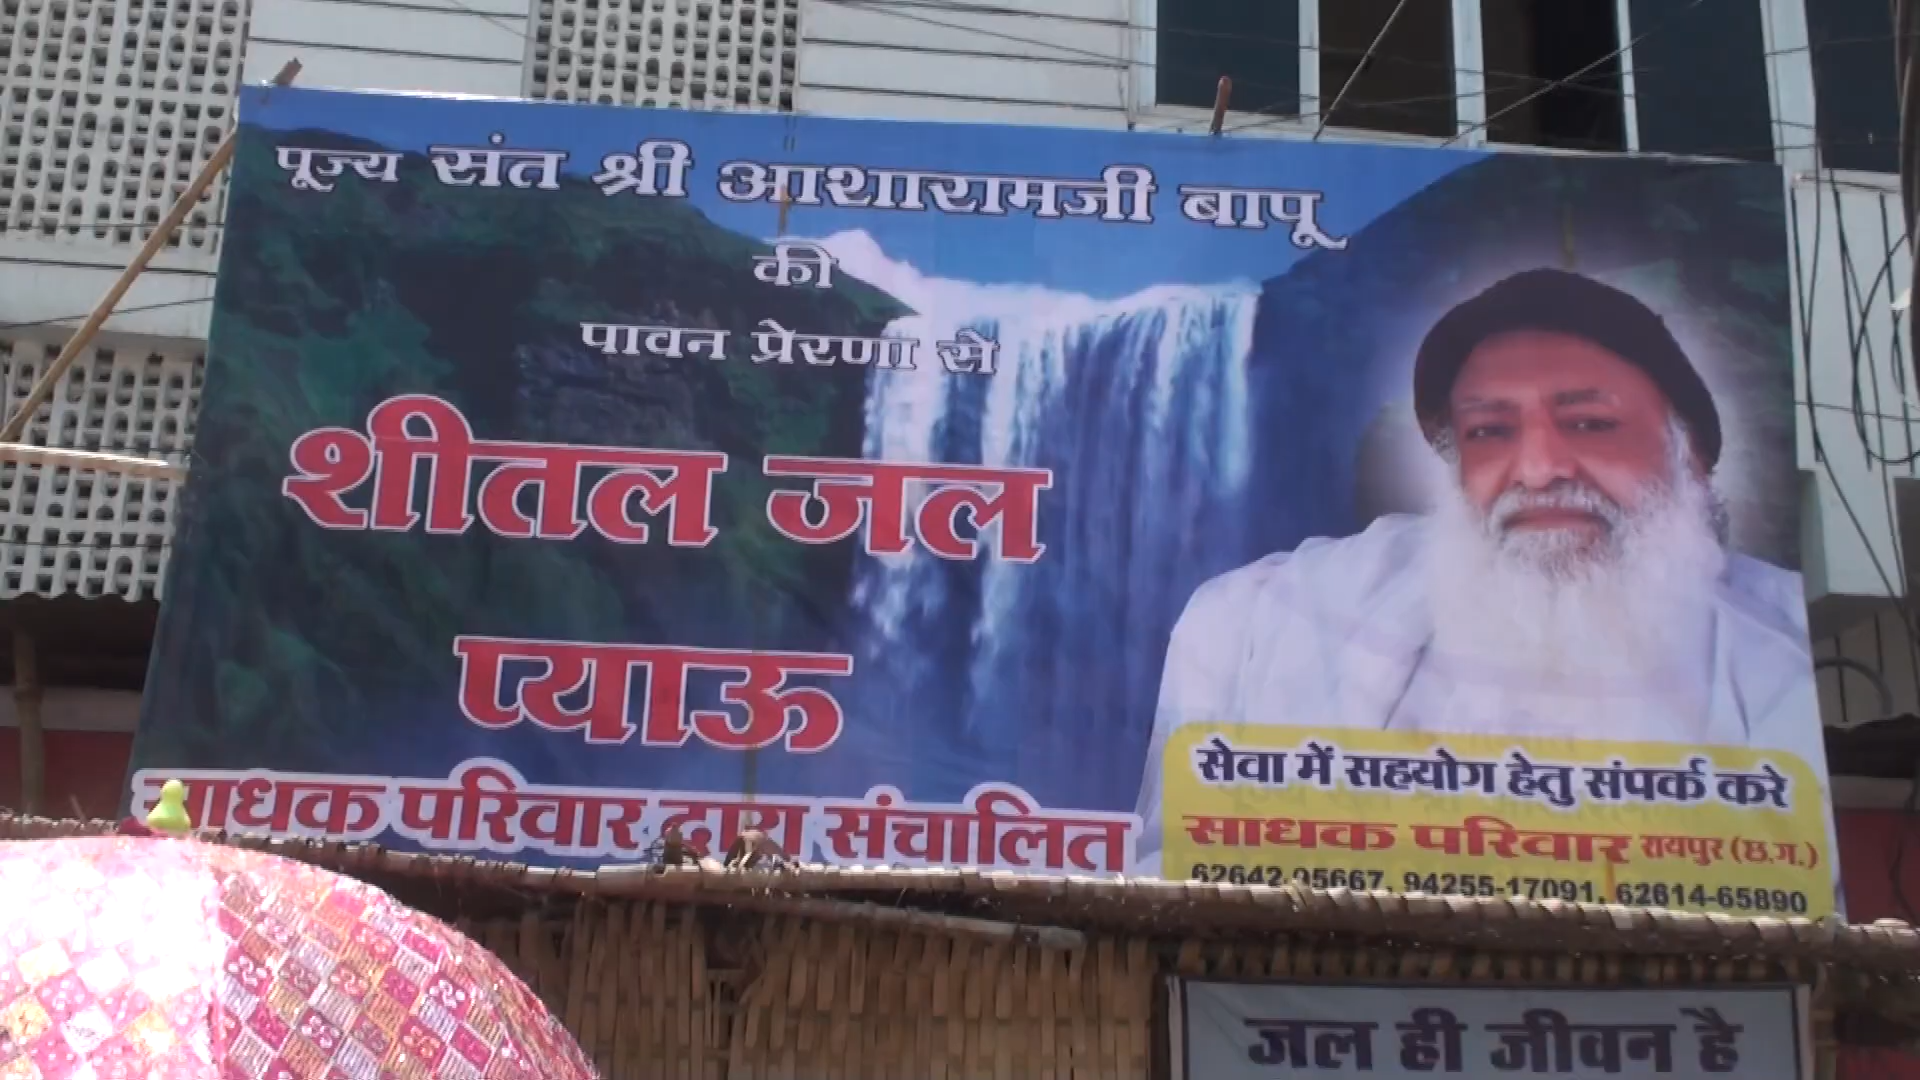 पूज्य संत श्री आशारामजी बापू
की
पावन प्रेरणा से
शीतल जल
प्याऊ
साधक परिवार द्वारा संचालित
सेवा में सहयोग हेतु संपर्क करे
साधक परिवार रायपुर (छ.ग.)
62642-05667, 94255-17091, 62614-65890
जल ही जीवन है